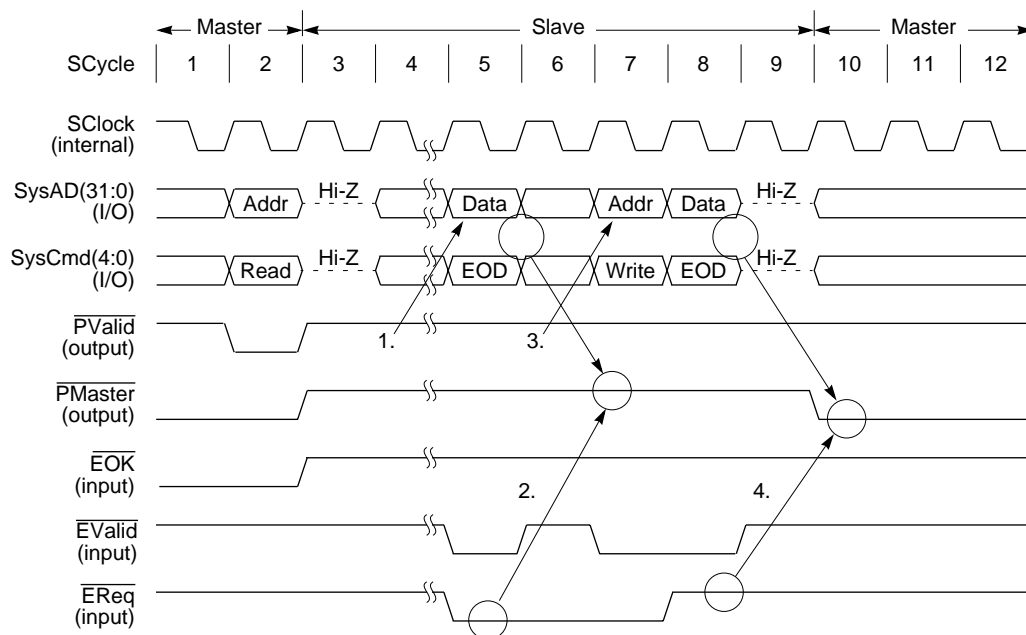 Master Slave Master
SCycle 1 2 3 4 5 6 7 8 9 10 11 12
SClock
(internal)
SysAD(31:0)
(I/O)
Addr Hi-Z Data Addr Data Hi-Z
SysCmd(4:0)
(I/O)
Read Hi-Z EOD Write EOD Hi-Z
PValid
(output)
1. 3.
PMaster
(output)
EOK
(input)
2. 4.
EValid
(input)
EReq
(input)